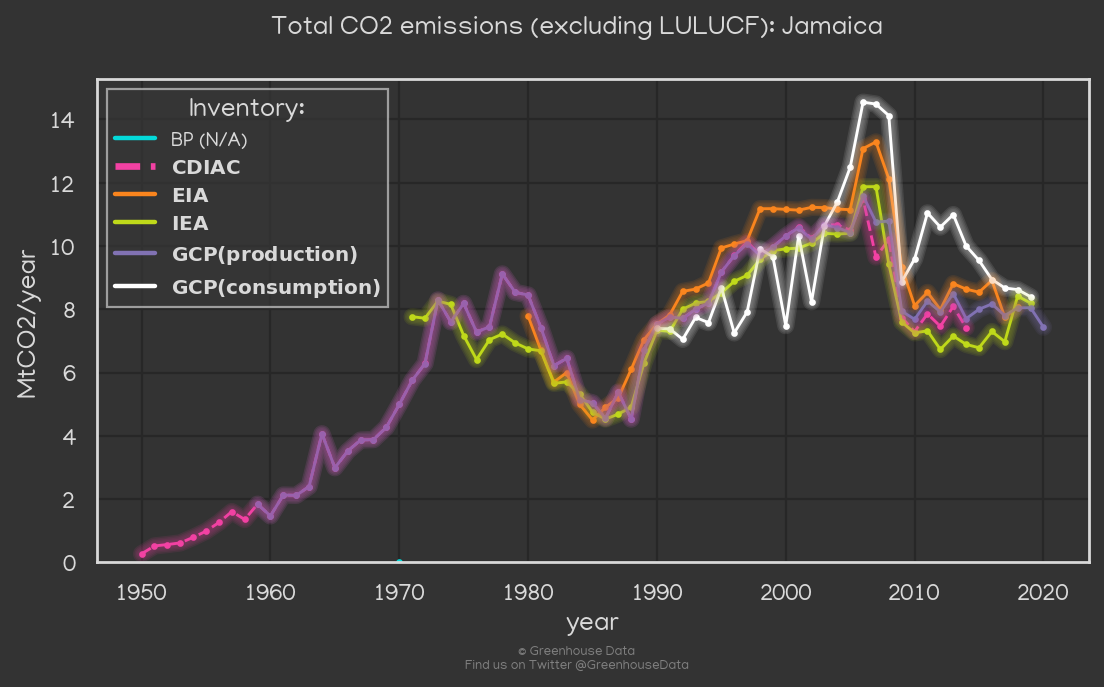 Total CO2 emissions (excluding LULUCF): Jamaica
Inventory:
BP (N/A)
CDIAC
EIA
IEA
GCP(production)
GCP(consumption)
MtCO2/year
14
12
10
8
6
4
2
0
1950 1960 1970 1980 1990 2000 2010 2020
year
© Greenhouse Data
Find us on Twitter @GreenhouseData